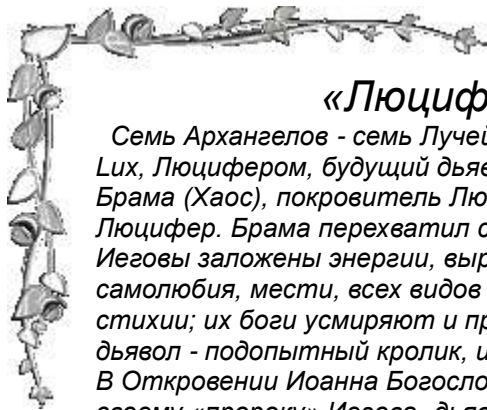 «Люциф
Семь Архангелов - семь Лучей
Lux, Люцифером, будущий дьяв
Брама (Хаос), покровитель Лю
Люцифер. Брама перехватил с
Иеговы заложены энергии, выр
самолюбия, мести, всех видов
стихии; их боги усмиряют и пр
дьявол - подопытный кролик, и
В Откровении Иоанна Богосло
своему «пророку» Иегова, дьяв